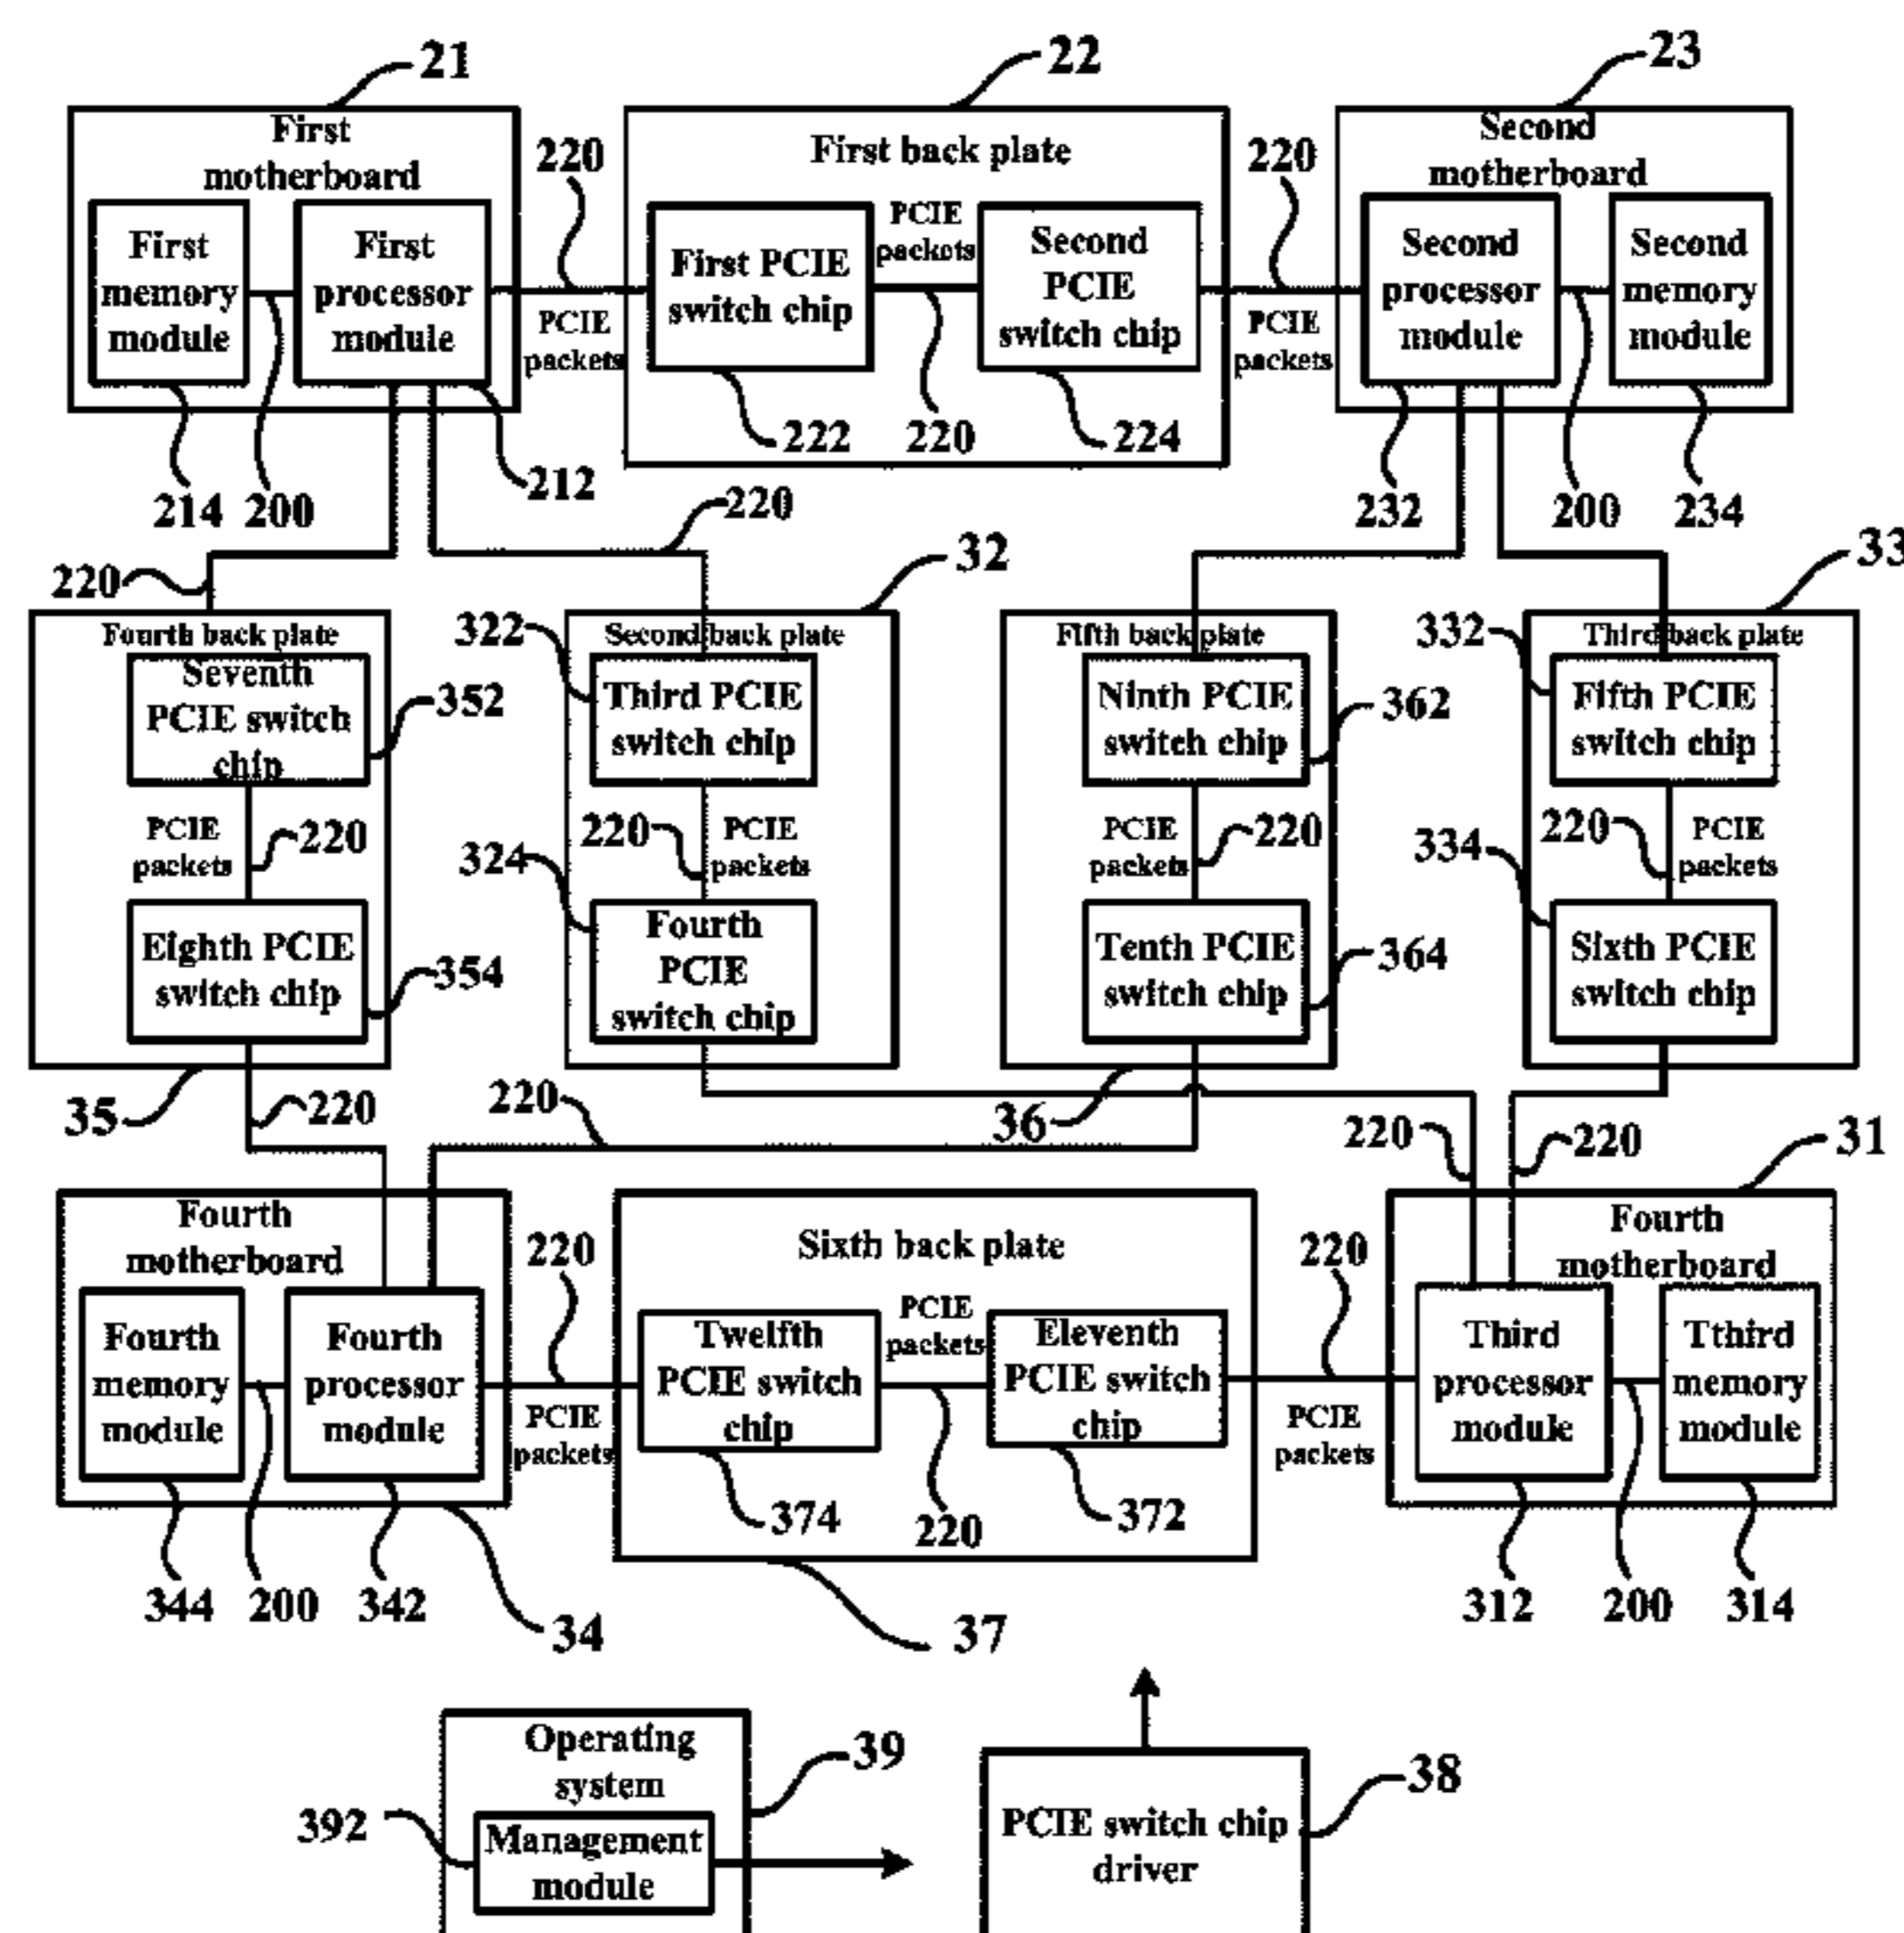 21
22
23
First
motherboard
220
First back plate
220
Second
motherboard
First
memory
module
First
processor
module
PCIE
packets
First PCIE
switch chip
PCIE
packets
Second
PCIE
switch chip
PCIE
packets
Second
processor
module
Second
memory
module
222
220
224
214
200
212
220
232
200
234
220
32
33
Fourth back plate
322
Second back plate
Fifth back plate
332
Third back plate
Seventh
PCIE switch
chip
352
Third PCIE
switch chip
Ninth PCIE
switch chip
362
Fifth PCIE
switch chip
PCIE
packets
220
324
220
PCIE
packets
PCIE
packets
220
334
220
PCIE
packets
Eighth PCIE
switch chip
354
Fourth
PCIE
switch chip
Tenth PCIE
switch chip
364
Sixth PCIE
switch chip
35
220
220
36
220
220
31
Fourth
motherboard
220
Sixth back plate
220
Fourth
motherboard
Fourth
memory
module
Fourth
processor
module
PCIE
packets
Twelfth
PCIE switch
chip
PCIE
packets
Eleventh
PCIE switch
chip
PCIE
packets
Third
processor
module
Tthird
memory
module
374
220
372
344
200
342
34
37
312
200
314
Operating
system
39
38
392
Management
module
PCIE switch chip
driver